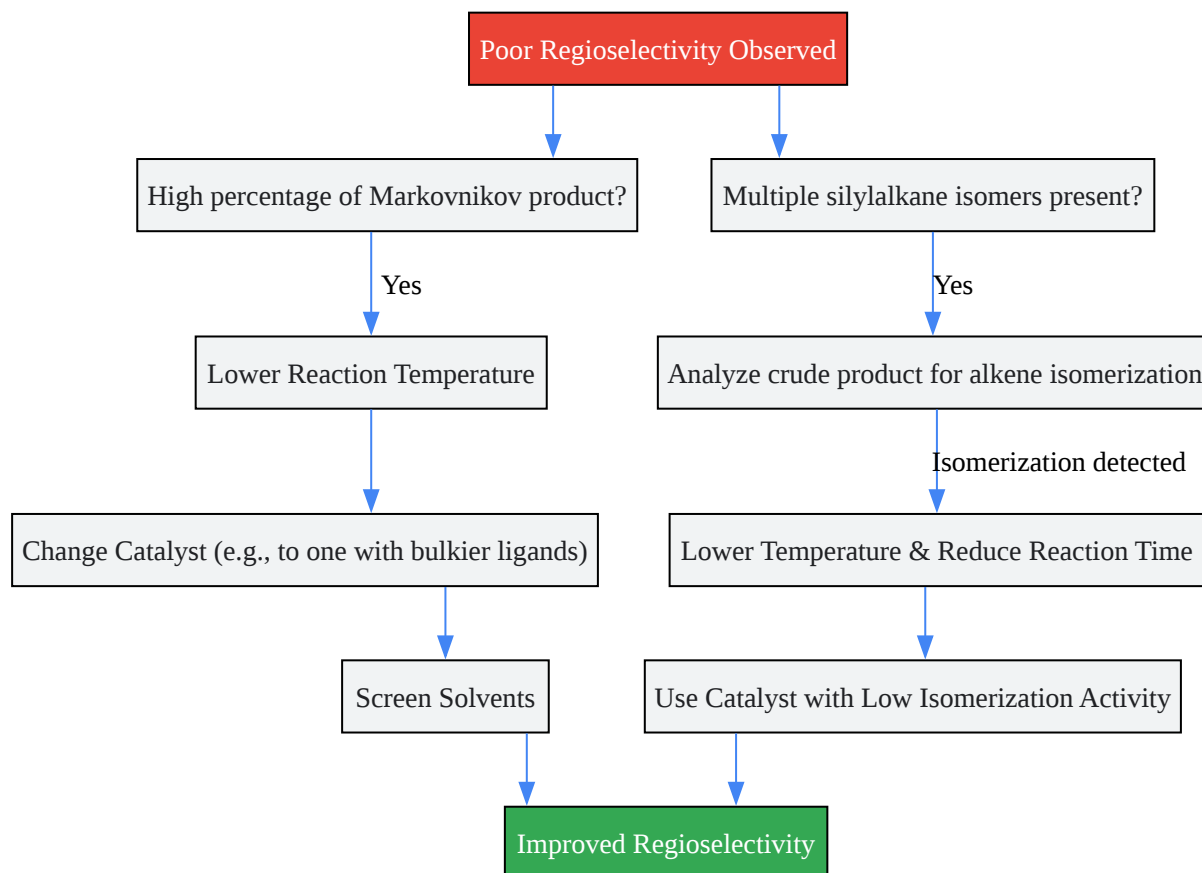 Poor Regioselectivity Observed
High percentage of Markovnikov product?
Multiple silylalkane isomers present?
Yes
Yes
Lower Reaction Temperature
Analyze crude product for alkene isomerization
Isomerization detected
Change Catalyst (e.g., to one with bulkier ligands)
Lower Temperature & Reduce Reaction Time
Screen Solvents
Use Catalyst with Low Isomerization Activity
Improved Regioselectivity